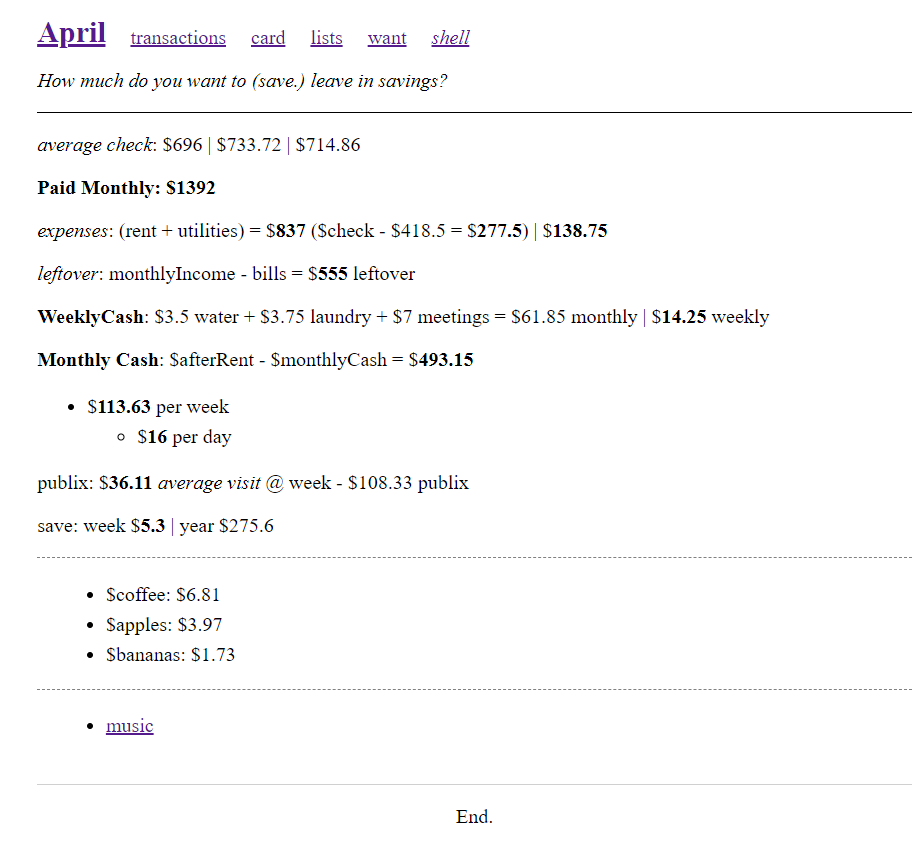 April transactions card lists want shell
How much do you want to (save.) leave in savings?
average check: $696 | $733.72 | $714.86
Paid Monthly: $1392
expenses: (rent + utilities) = $837 ($check - $418.5 = $277.5) | $138.75
leftover: monthlyIncome - bills = $555 leftover
WeeklyCash: $3.5 water + $3.75 laundry + $7 meetings = $61.85 monthly | $14.25 weekly
Monthly Cash: $afterRent - $monthlyCash = $493.15
• $113.63 per week
◦ $16 per day
publix: $36.11 average visit @ week - $108.33 publix
save: week $5.3 | year $275.6
• $coffee: $6.81
• $apples: $3.97
• $bananas: $1.73
• music
End.